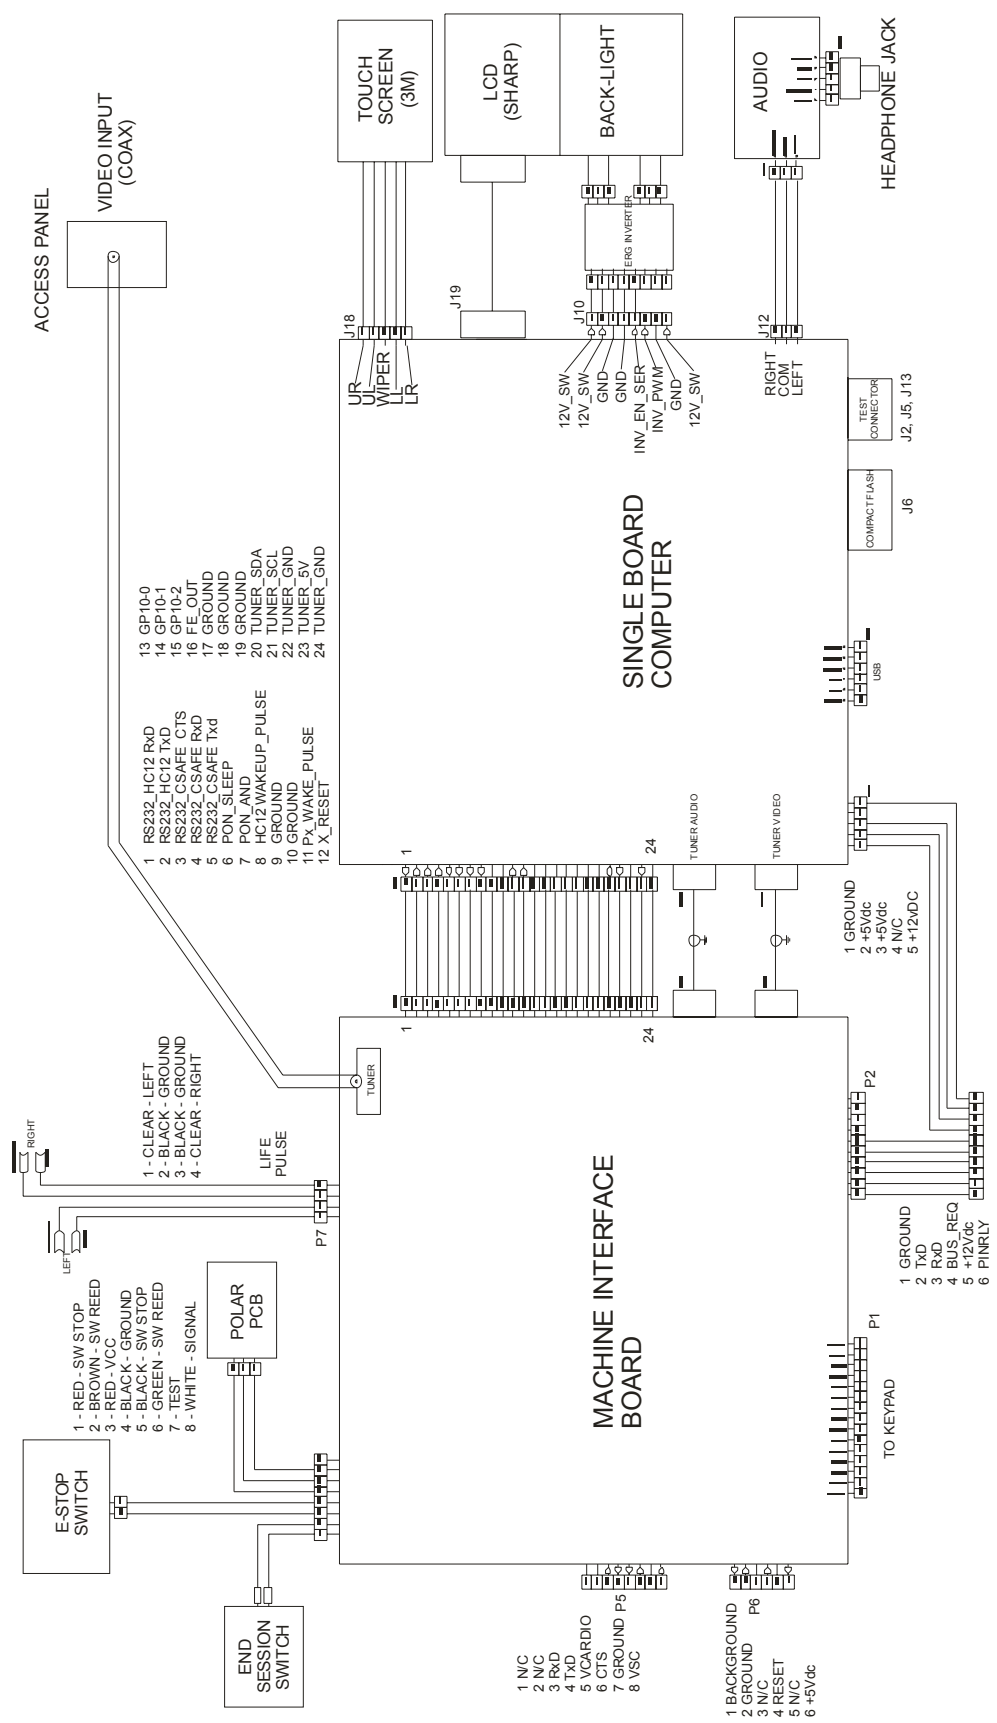 ACCESS PANEL
VIDEO INPUT
(COAX)
TOUCH
SCREEN
(3M)
LCD
(SHARP)
BACK-LIGHT
AUDIO
HEADPHONE JACK
ERG INVERTER
J18
J19
J10
J12
UR
UL
WIPER
LL
LR
12V_SW
12V_SW
GND
GND
INV_EN_SER
INV_PWM
GND
12V_SW
RIGHT
COM
LEFT
TEST
CONNECTOR
J2, J5, J13
COMPACT FLASH
J6
USB
SINGLE BOARD
COMPUTER
1 RS232_HC12 RxD
2 RS232_HC12 TxD
3 RS232_CSAFE CTS
4 RS232_CSAFE RxD
5 RS232_CSAFE Txd
6 PON_SLEEP
7 PON_AND
8 HC12 WAKEUP_PULSE
9 GROUND
10 GROUND
11 Px_WAKE_PULSE
12 X_RESET
13 GP10-0
14 GP10-1
15 GP10-2
16 FE_OUT
17 GROUND
18 GROUND
19 GROUND
20 TUNER_SDA
21 TUNER_SCL
22 TUNER_GND
23 TUNER_5V
24 TUNER_GND
1
24
TUNER AUDIO
TUNER VIDEO
1 GROUND
2 +5Vdc
3 +5Vdc
4 N/C
5 +12vDC
1
24
TUNER
MACHINE INTERFACE
BOARD
RIGHT
LEFT
1 - CLEAR - LEFT
2 - BLACK - GROUND
3 - BLACK - GROUND
4 - CLEAR - RIGHT
LIFE
PULSE
P7
POLAR
PCB
1 - RED - SW STOP
2 - BROWN - SW REED
3 - RED - VCC
4 - BLACK - GROUND
5 - BLACK - SW STOP
6 - GREEN - SW REED
7 - TEST
8 - WHITE - SIGNAL
E-STOP
SWITCH
END
SESSION
SWITCH
P2
1 GROUND
2 TxD
3 RxD
4 BUS_REQ
5 +12Vdc
6 PINRLY
P1
TO KEYPAD
1 N/C
2 N/C
3 RxD
4 TxD
5 VCARDIO
6 CTS
7 GROUND
8 VSC
P5
1 BACKGROUND
2 GROUND
3 N/C
4 RESET
5 N/C
6 +5Vdc
P6